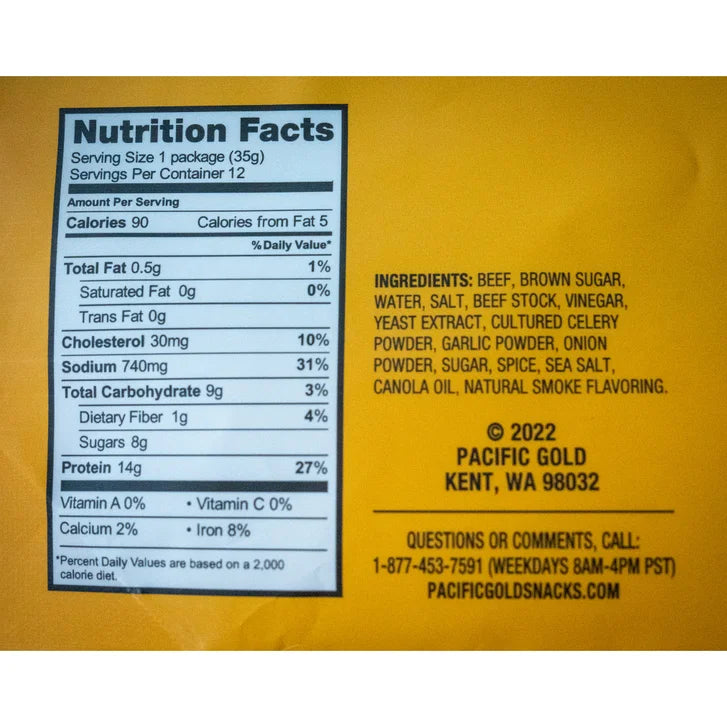 Nutrition Facts
Serving Size 1 package (35g)
Servings Per Container 12
Amount Per Serving
Calories 90 Calories from Fat 5
% Daily Value*
Total Fat 0.5g 1%
Saturated Fat 0g 0%
Trans Fat 0g
Cholesterol 30mg 10%
Sodium 740mg 31%
Total Carbohydrate 9g 3%
Dietary Fiber 1g 4%
Sugars 8g
Protein 14g 27%
Vitamin A 0% • Vitamin C 0%
Calcium 2% • Iron 8%
*Percent Daily Values are based on a 2,000
calorie diet.
INGREDIENTS: BEEF, BROWN SUGAR,
WATER, SALT, BEEF STOCK, VINEGAR,
YEAST EXTRACT, CULTURED CELERY
POWDER, GARLIC POWDER, ONION
POWDER, SUGAR, SPICE, SEA SALT,
CANOLA OIL, NATURAL SMOKE FLAVORING.
© 2022
PACIFIC GOLD
KENT, WA 98032
QUESTIONS OR COMMENTS, CALL:
1-877-453-7591 (WEEKDAYS 8AM-4PM PST)
PACIFICGOLDSNACKS.COM